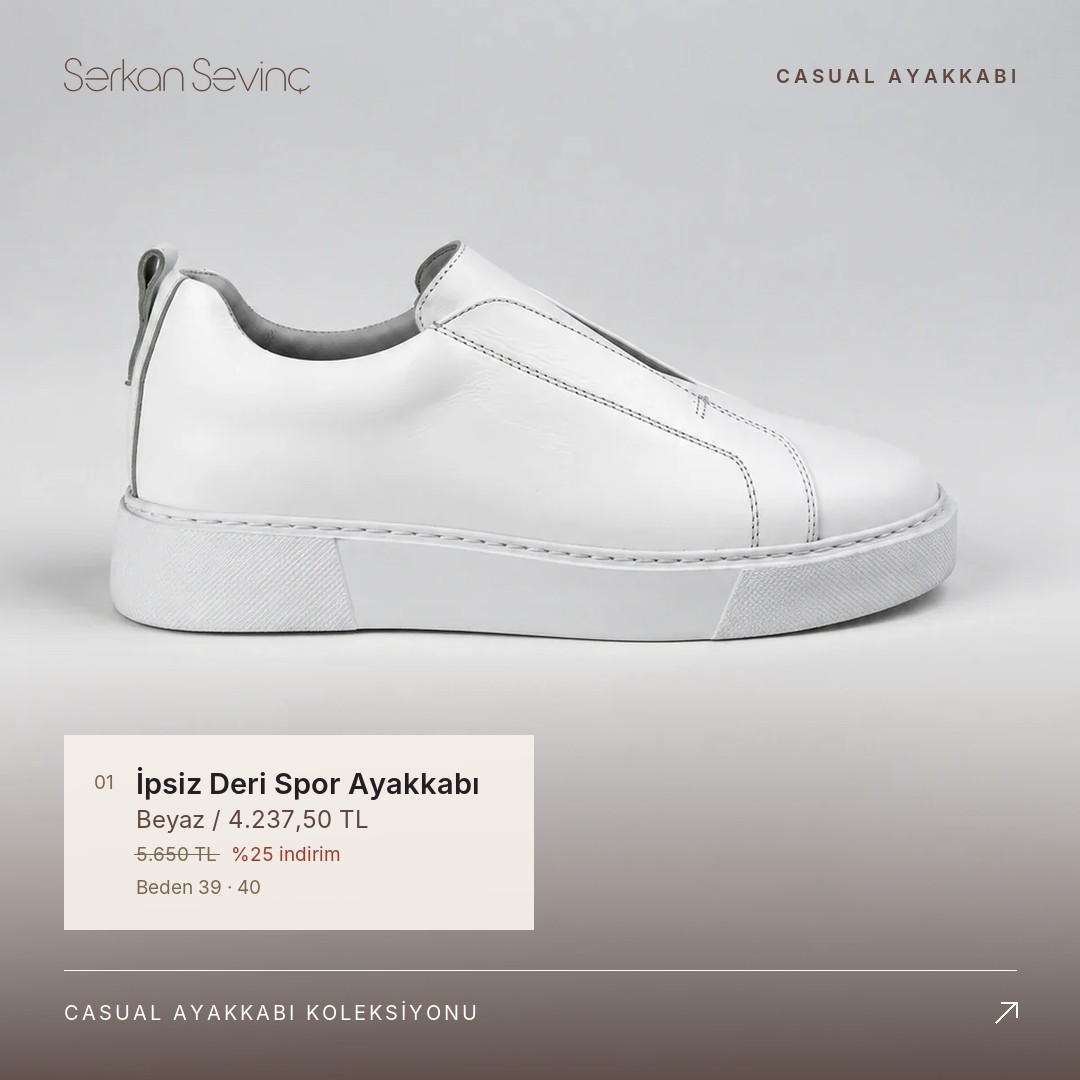 Serkan Sevinç
CASUAL AYAKKABI
01
İpsiz Deri Spor Ayakkabı
Beyaz / 4.237,50 TL
5.650 TL %25 indirim
Beden 39 · 40
CASUAL AYAKKABI KOLEKSİYONU